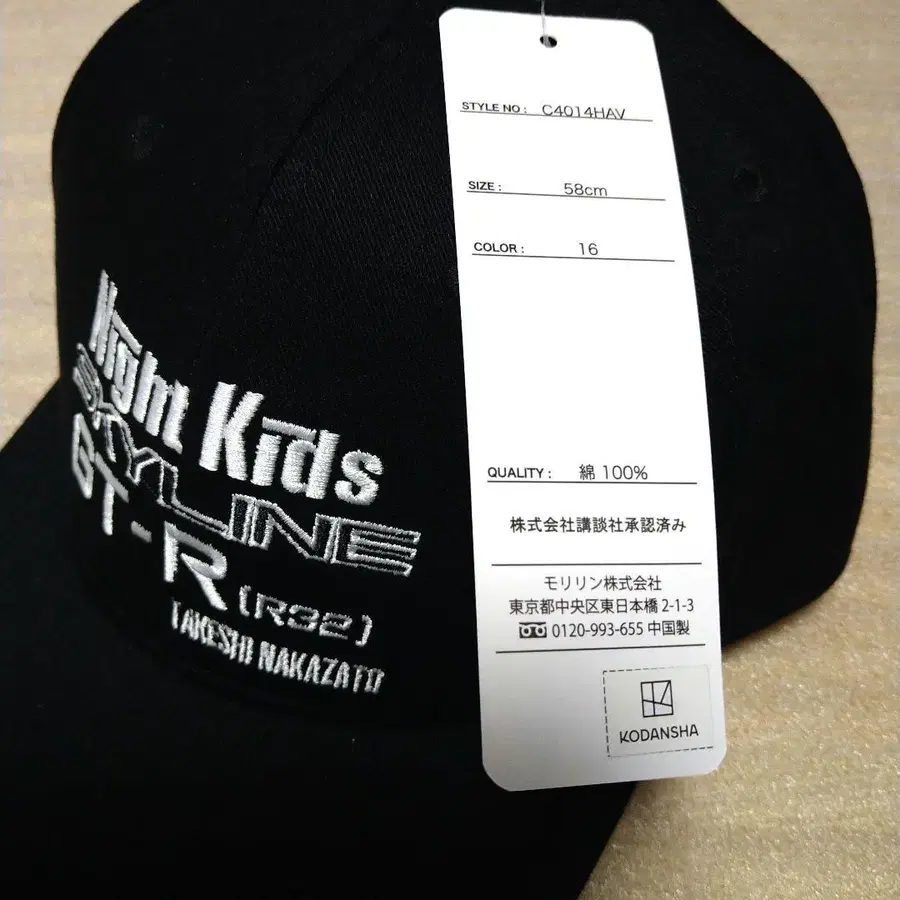 Night Kids
SKYLINE
GT-R (R32)
TAKESHI NAKAZATO
STYLE NO : C4014HAV
SIZE : 58cm
COLOR : 16
QUALITY : 綿 100%
株式会社講談社承認済み
モリリン株式会社
東京都中央区東日本橋 2-1-3
0120-993-655 中国製
KODANSHA